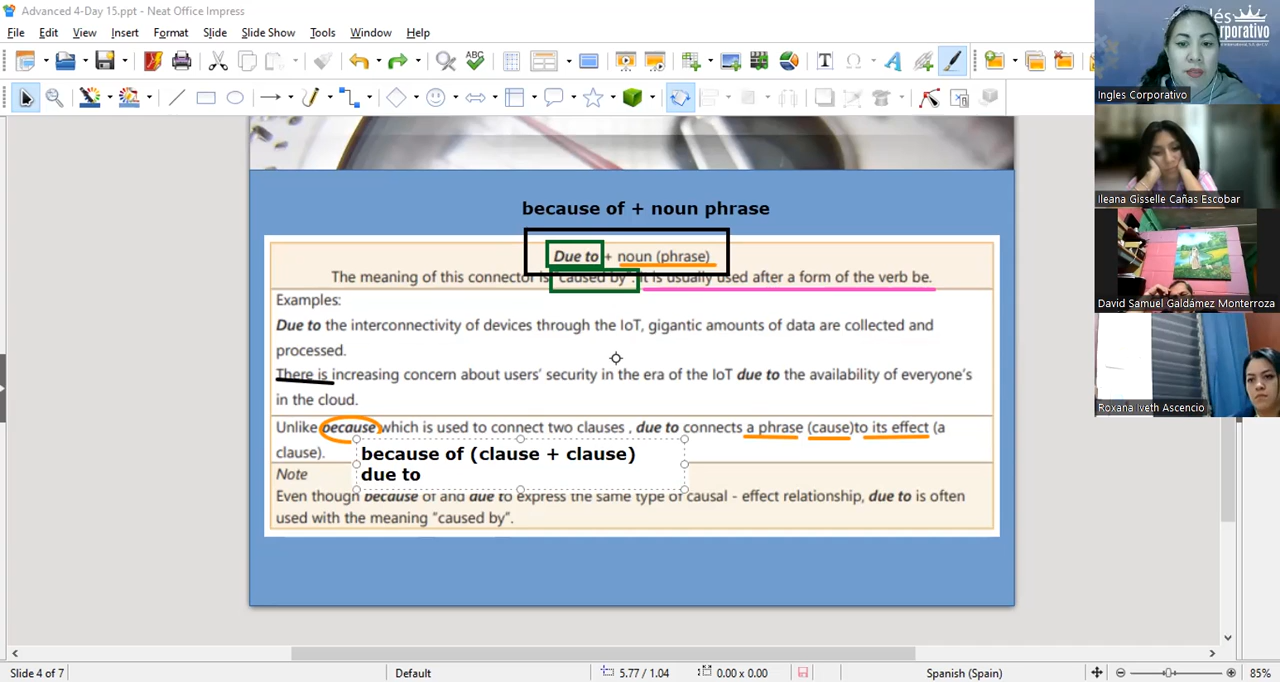 Advanced 4-Day 15.ppt - Neat Office Impress
File Edit View Insert Format Slide Slide Show Tools Window Help
ABC
because of + noun phrase
Due to + noun (phrase)
The meaning of this connector is "caused by". It is usually used after a form of the verb be.
Examples:
Due to the interconnectivity of devices through the IoT, gigantic amounts of data are collected and
processed.
There is increasing concern about users' security in the era of the IoT due to the availability of everyone's
in the cloud.
Unlike because which is used to connect two clauses , due to connects a phrase (cause)to its effect (a
clause).
because of (clause + clause)
due to
Note
Even though because of and due to express the same type of causal - effect relationship, due to is often
used with the meaning "caused by".
Slide 4 of 7 Default 5.77 / 1.04 0.00 x 0.00 Spanish (Spain) 85%
Ingles Corporativo
Ileana Gisselle Cañas Escobar
David Samuel Galdámez Monterroza
Roxana Iveth Ascencio